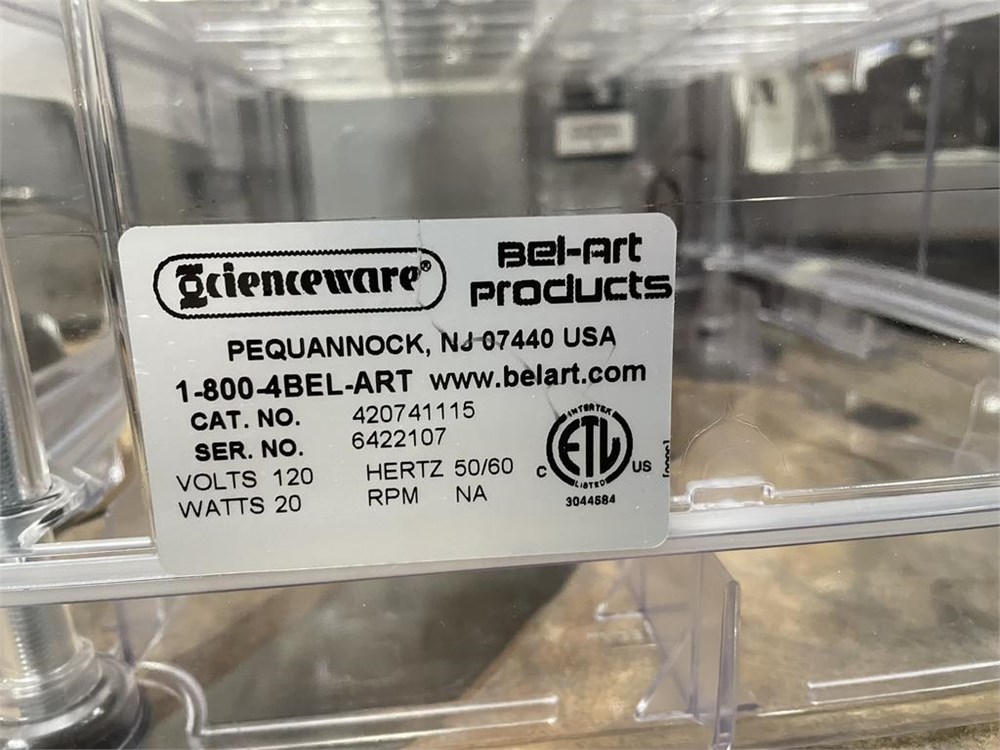 Scienceware®
Bel-Art
Products
PEQUANNOCK, NJ 07440 USA
1-800-4BEL-ART www.belart.com
CAT. NO. 420741115
SER. NO. 6422107
VOLTS 120 HERTZ 50/60
WATTS 20 RPM NA
INTERTEK
ETL
C US
LISTED
3044584